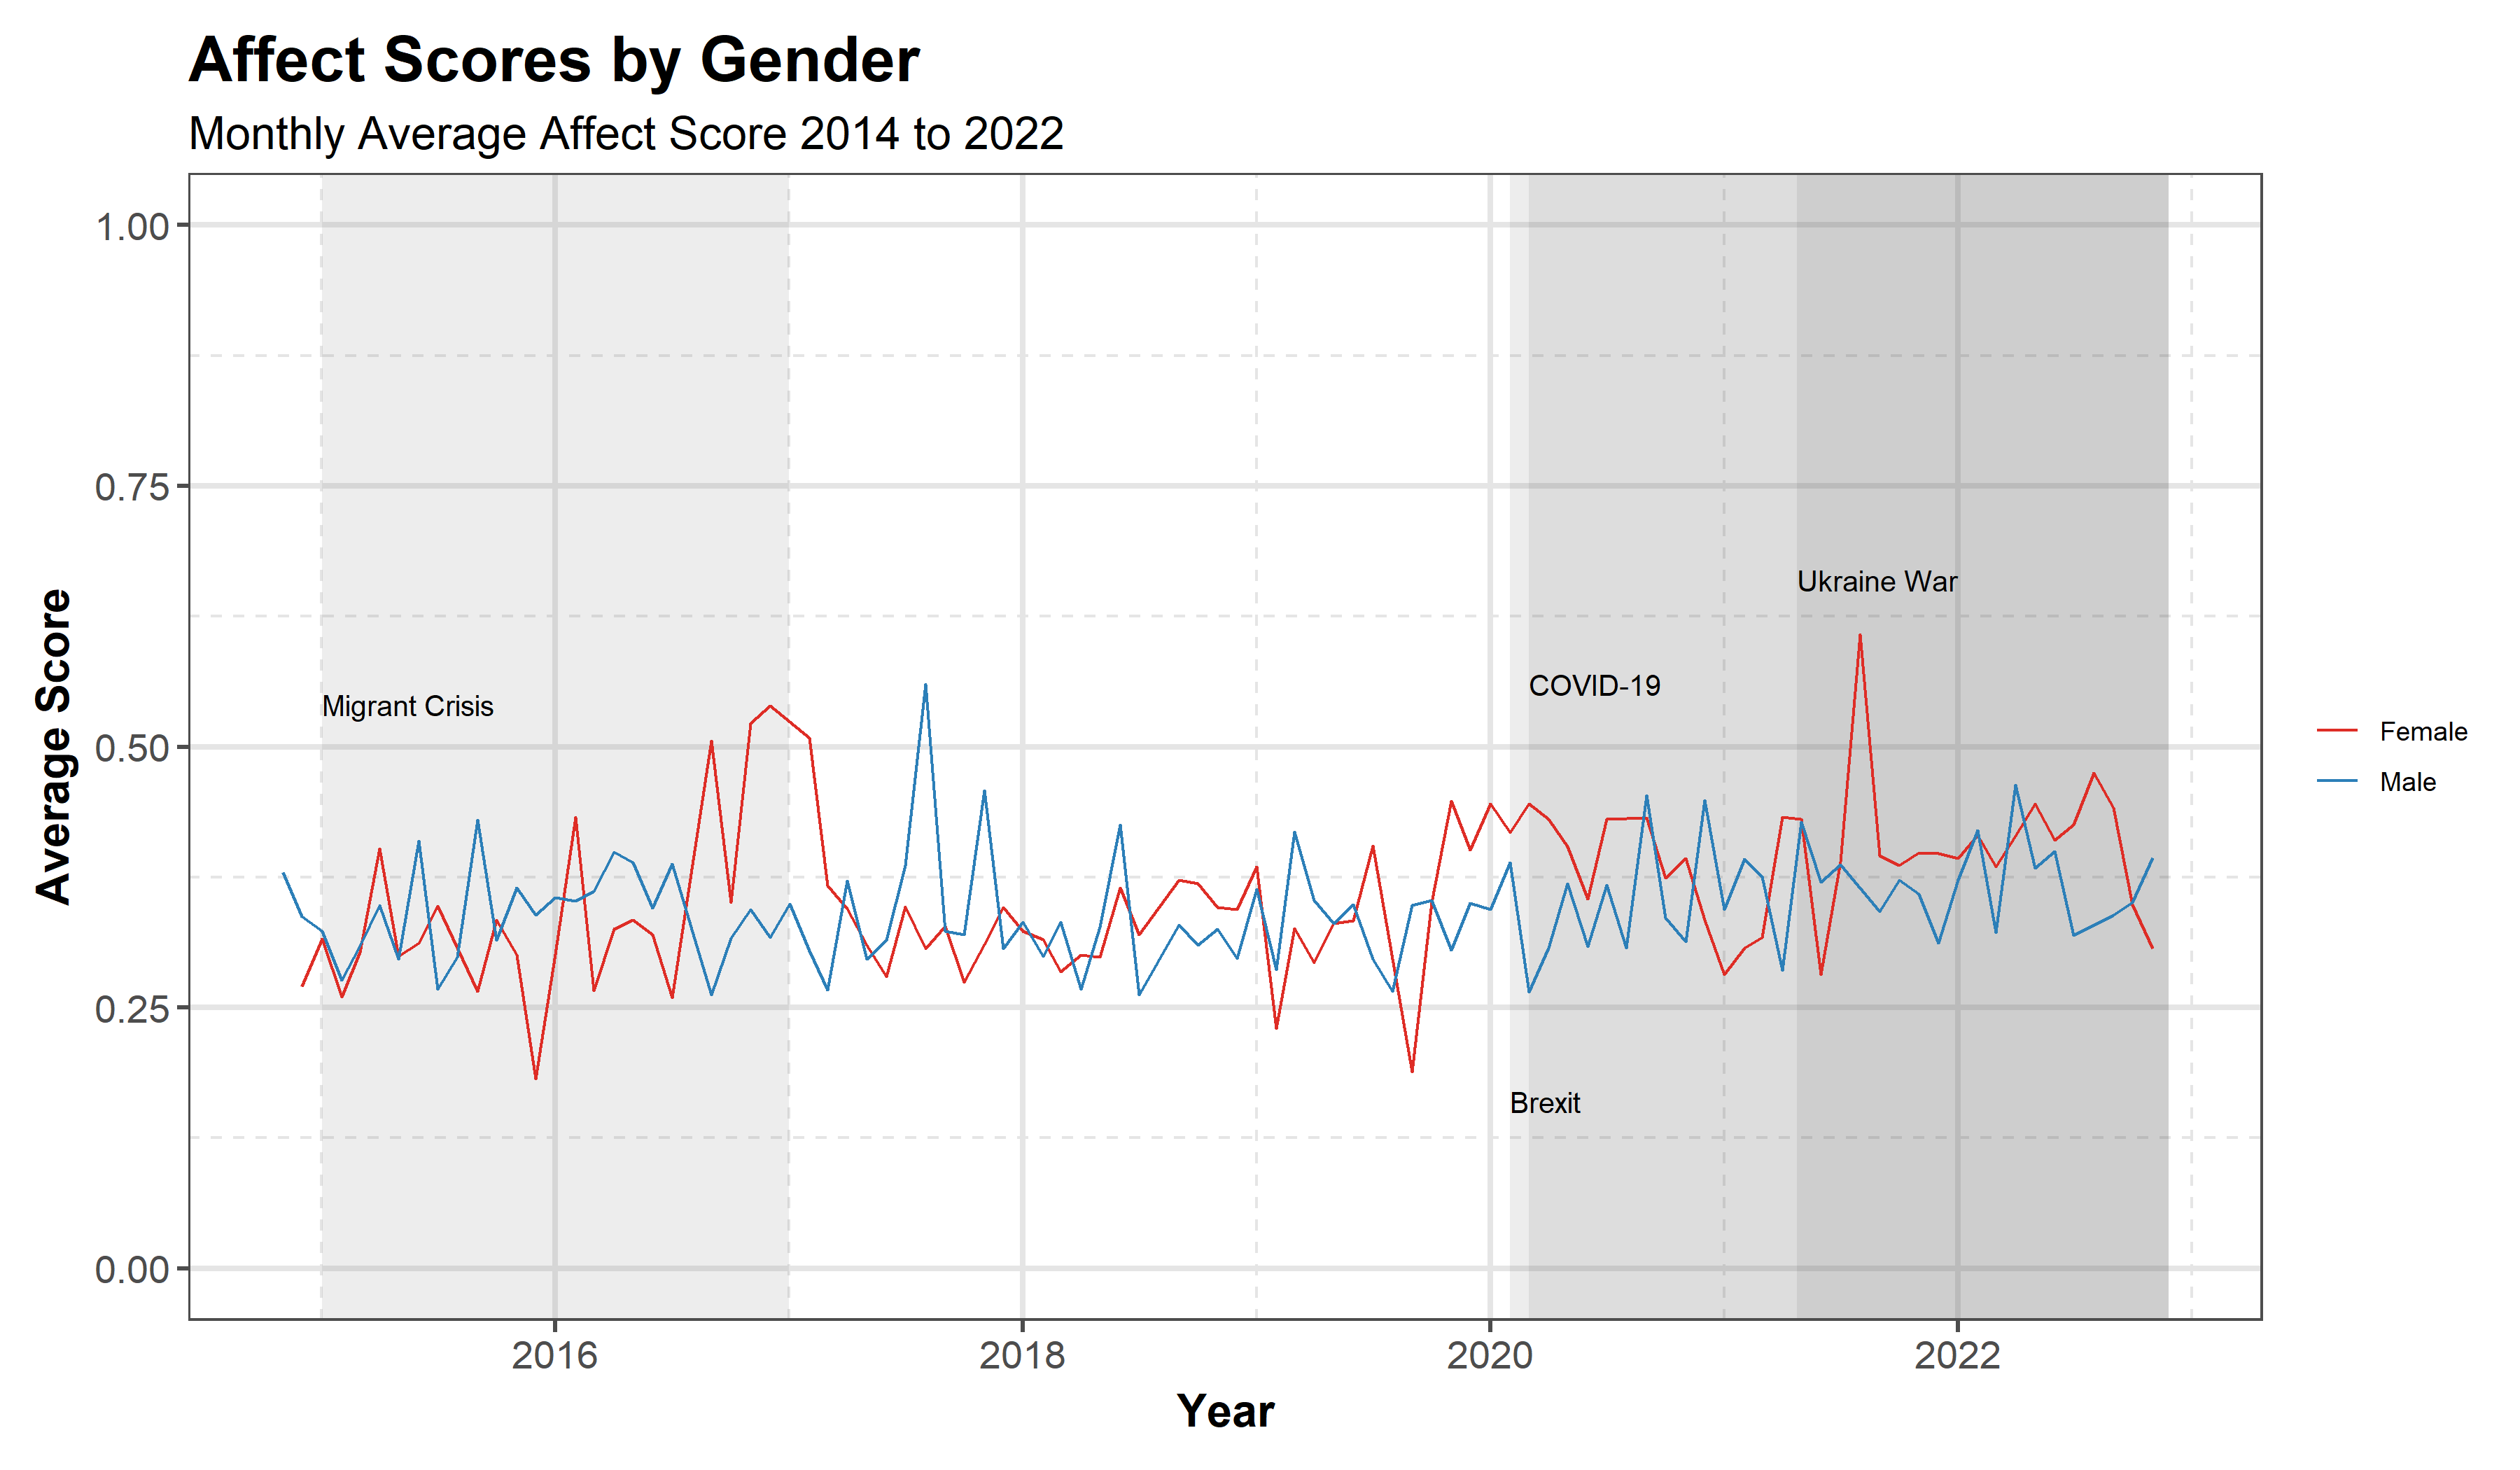 Affect Scores by Gender
Monthly Average Affect Score 2014 to 2022
Average Score
1.00
0.75
0.50
0.25
0.00
Migrant Crisis
Ukraine War
COVID-19
Brexit
Female
Male
2016
2018
2020
2022
Year